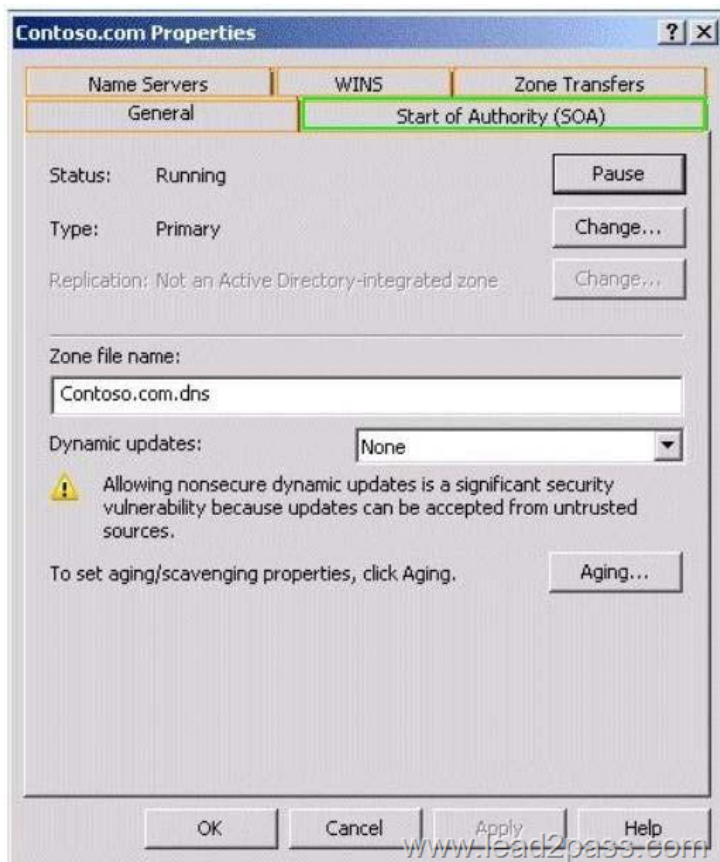 Contoso.com Properties
Name Servers WINS Zone Transfers
General Start of Authority (SOA)
Status: Running Pause
Type: Primary Change...
Replication: Not an Active Directory-integrated zone Change...
Zone file name:
Contoso.com.dns
Dynamic updates: None
Allowing nonsecure dynamic updates is a significant security
vulnerability because updates can be accepted from untrusted
sources.
To set aging/scavenging properties, click Aging. Aging...
OK Cancel Apply Help
www.lead2pass.com